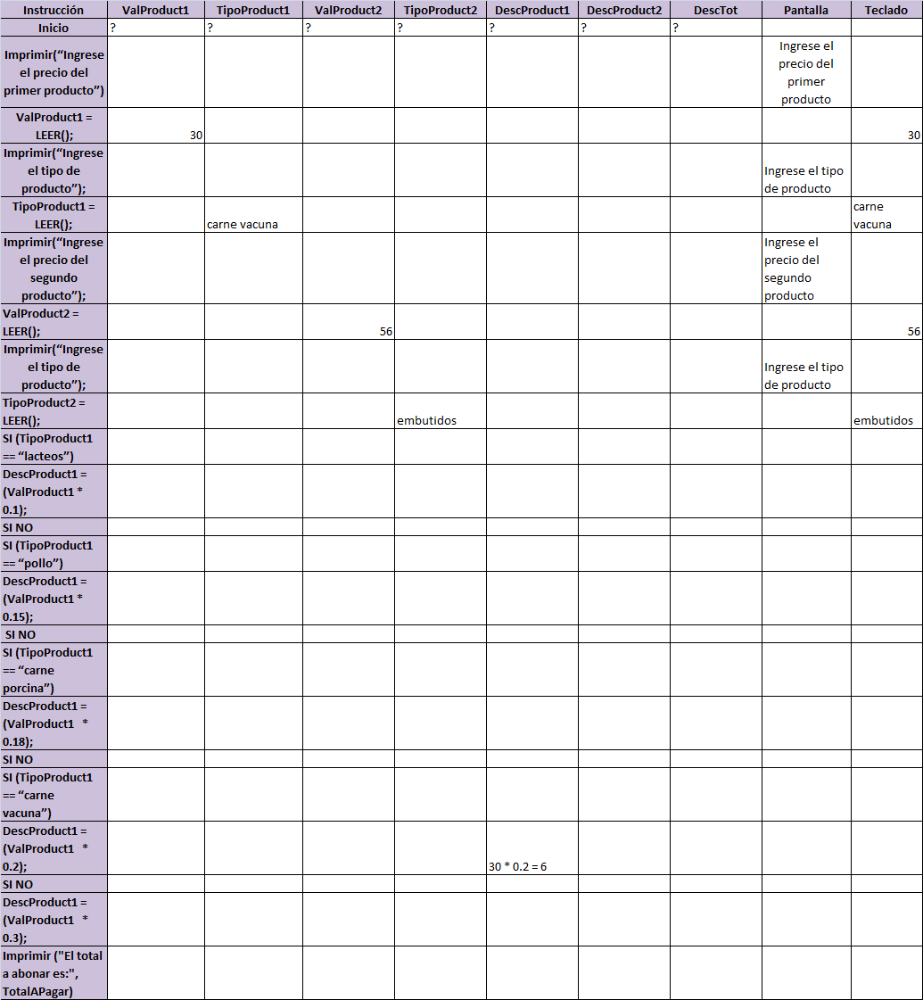 Instrucción ValProduct1 TipoProduct1 ValProduct2 TipoProduct2 DescProduct1 DescProduct2 DescTot Pantalla Teclado
Inicio ? ? ? ? ? ? ?
Imprimir(“Ingrese
el precio del
primer producto”)
Ingrese el
precio del
primer
producto
ValProduct1 =
LEER();
30 30
Imprimir(“Ingrese
el tipo de
producto”);
Ingrese el tipo
de producto
TipoProduct1 =
LEER();
carne vacuna
carne
vacuna
Imprimir(“Ingrese
el precio del
segundo
producto”);
Ingrese el
precio del
segundo
producto
ValProduct2 =
LEER();
56 56
Imprimir(“Ingrese
el tipo de
producto”);
Ingrese el tipo
de producto
TipoProduct2 =
LEER();
embutidos embutidos
SI (TipoProduct1
== “lacteos”)
DescProduct1 =
(ValProduct1 *
0.1);
SI NO
SI (TipoProduct1
== “pollo”)
DescProduct1 =
(ValProduct1 *
0.15);
SI NO
SI (TipoProduct1
== “carne
porcina”)
DescProduct1 =
(ValProduct1 *
0.18);
SI NO
SI (TipoProduct1
== “carne
vacuna”)
DescProduct1 =
(ValProduct1 *
0.2);
30 * 0.2 = 6
SI NO
DescProduct1 =
(ValProduct1 *
0.3);
Imprimir ("El total
a abonar es:",
TotalAPagar)